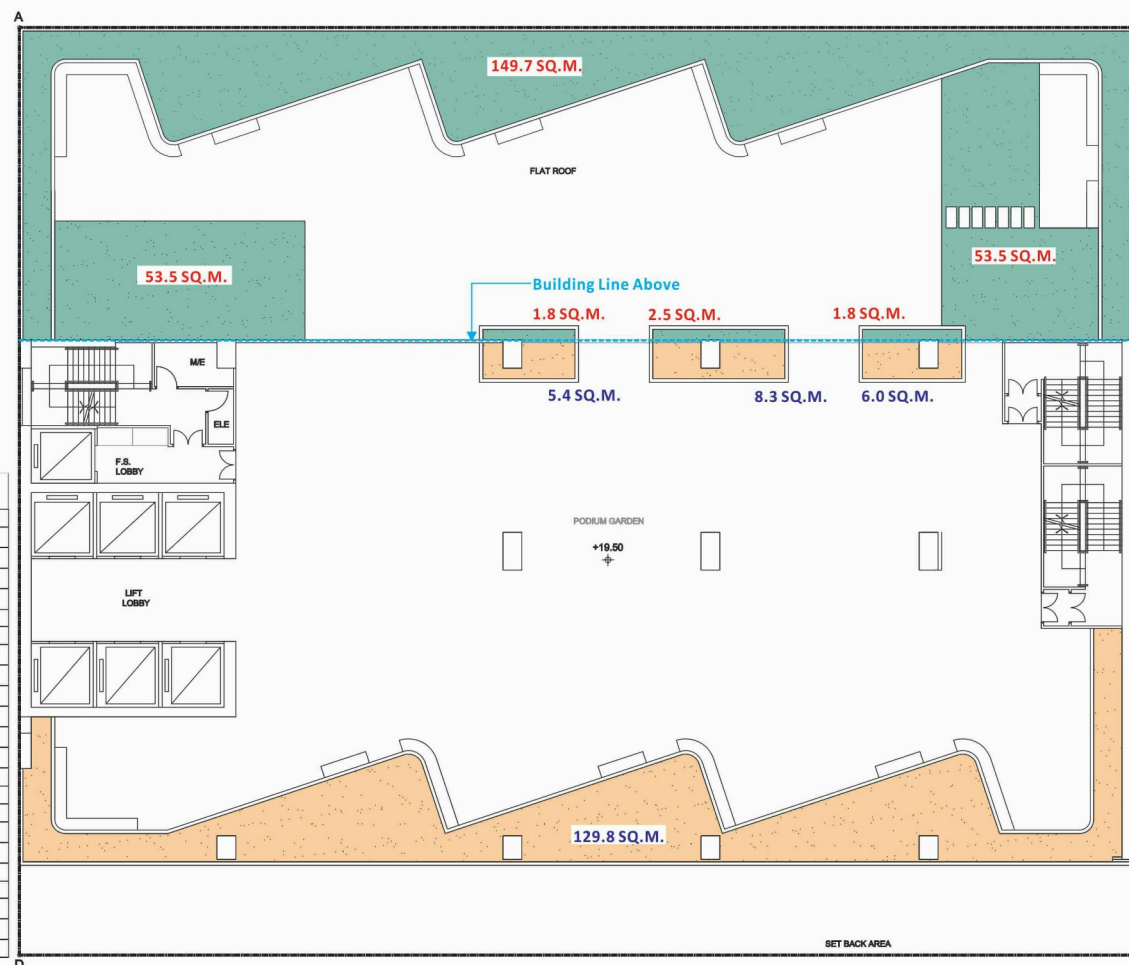 A
149.7 SQ.M.
FLAT ROOF
53.5 SQ.M.
53.5 SQ.M.
Building Line Above
1.8 SQ.M.
2.5 SQ.M.
1.8 SQ.M.
M/E
5.4 SQ.M.
8.3 SQ.M.
6.0 SQ.M.
ELE
F.S.
LOBBY
PODIUM GARDEN
+19.50
LIFT
LOBBY
129.8 SQ.M.
SET BACK AREA
D